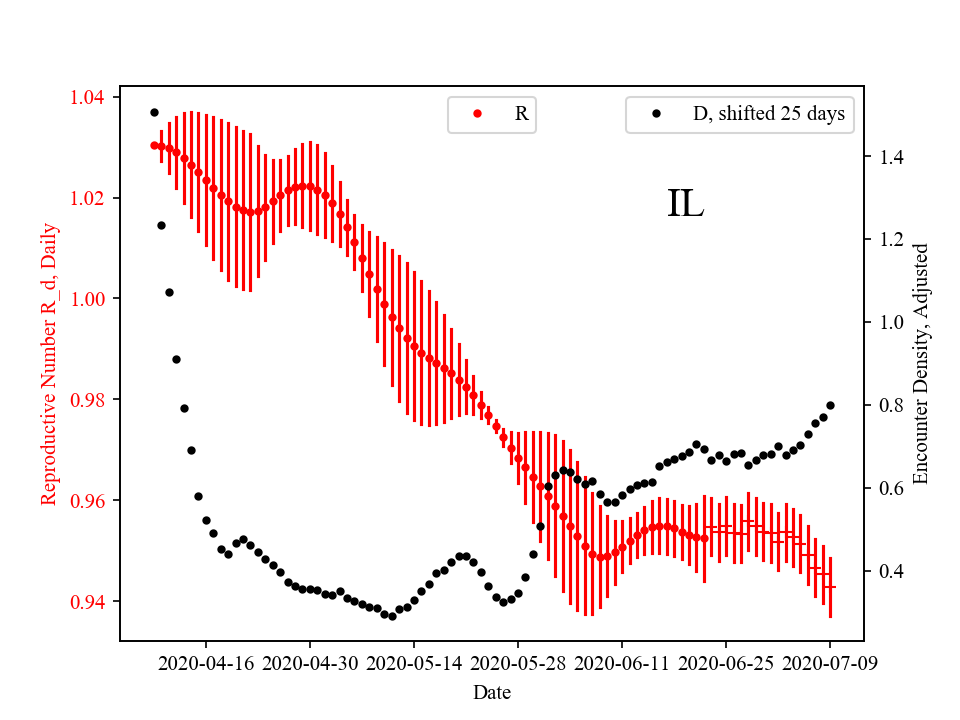 R
D, shifted 25 days
IL
Reproductive Number R_d, Daily
1.04
1.02
1.00
0.98
0.96
0.94
1.4
1.2
1.0
0.8
0.6
0.4
Encounter Density, Adjusted
2020-04-16 2020-04-30 2020-05-14 2020-05-28 2020-06-11 2020-06-25 2020-07-09
Date